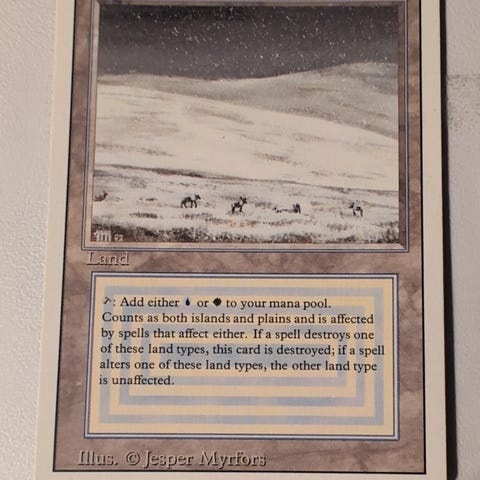 Land
: Add either or to your mana pool.
Counts as both islands and plains and is affected
by spells that affect either. If a spell destroys one
of these land types, this card is destroyed; if a spell
alters one of these land types, the other land type
is unaffected.
Illus. © Jesper Myrfors